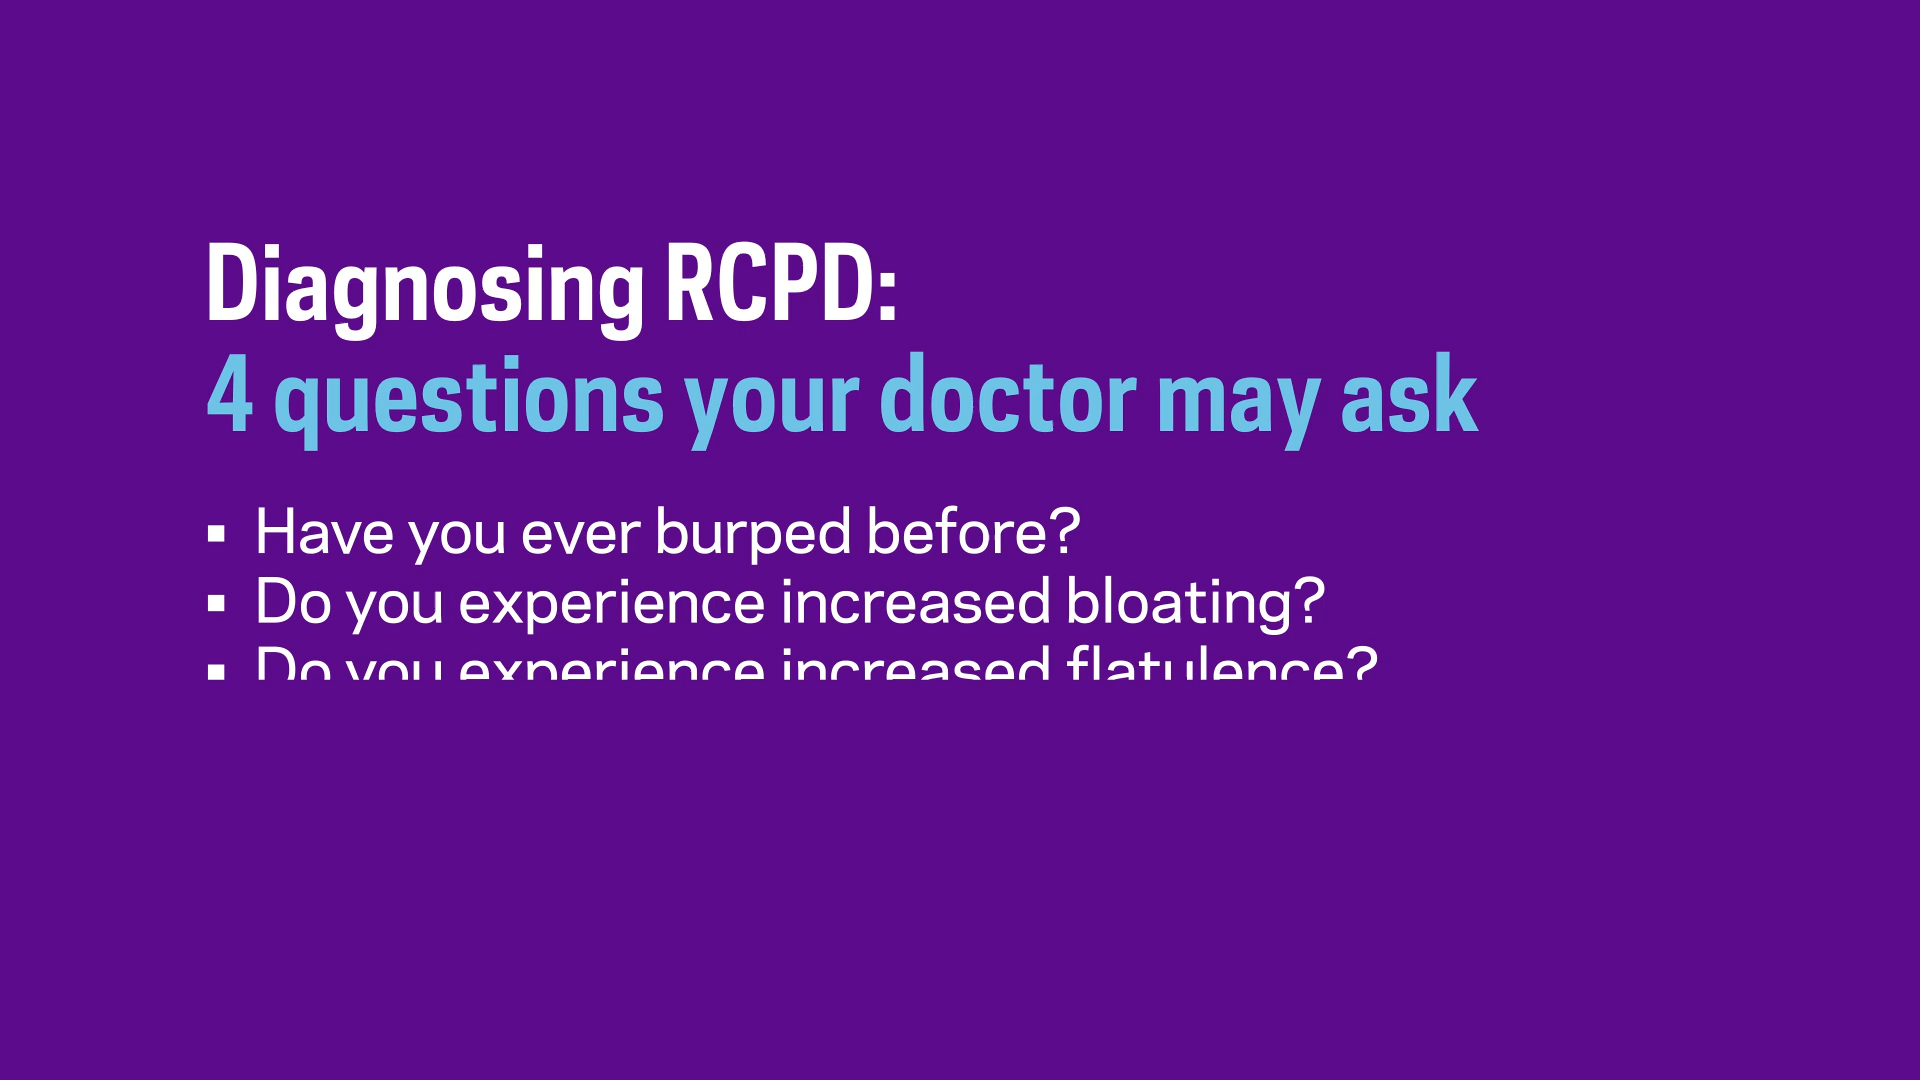 Diagnosing RCPD:
4 questions your doctor may ask
▪ Have you ever burped before?
▪ Do you experience increased bloating?
▪ Do you experience increased flatulence?